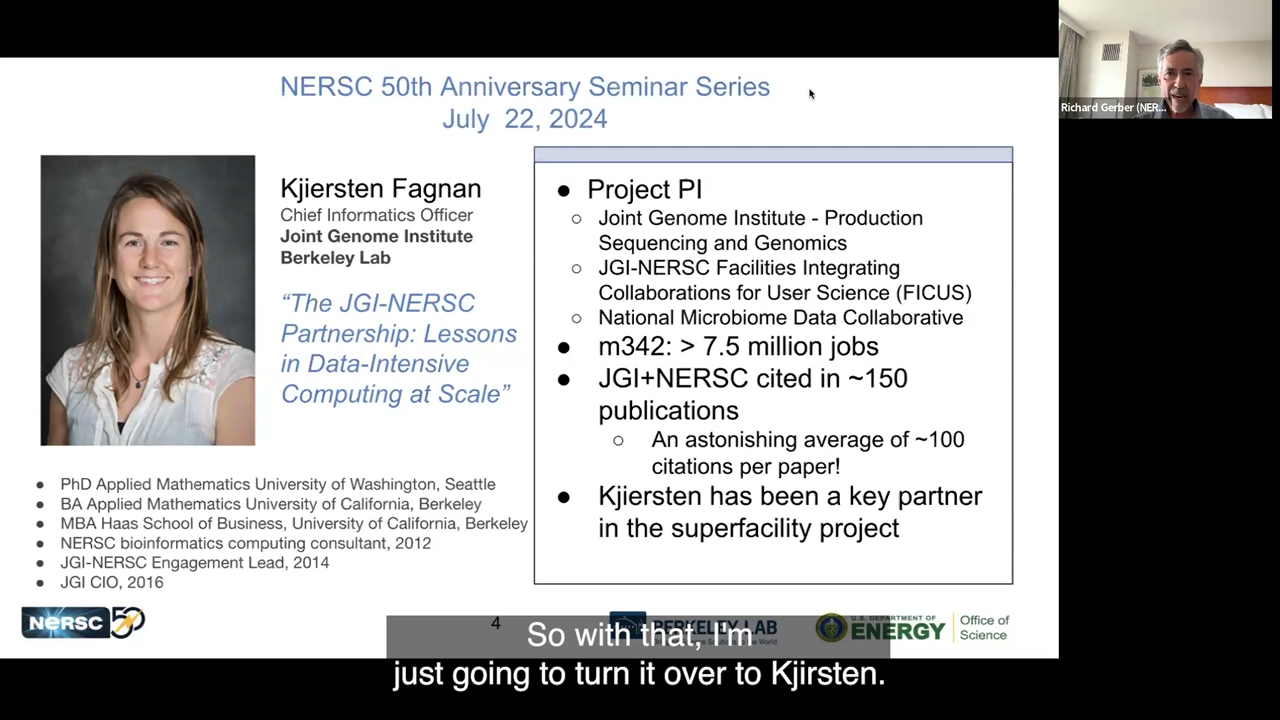 NERSC 50th Anniversary Seminar Series
July 22, 2024
Richard Gerber (NER...
Kjiersten Fagnan
Chief Informatics Officer
Joint Genome Institute
Berkeley Lab
“The JGI-NERSC
Partnership: Lessons
in Data-Intensive
Computing at Scale”
● PhD Applied Mathematics University of Washington, Seattle
● BA Applied Mathematics University of California, Berkeley
● MBA Haas School of Business, University of California, Berkeley
● NERSC bioinformatics computing consultant, 2012
● JGI-NERSC Engagement Lead, 2014
● JGI CIO, 2016
● Project PI
○ Joint Genome Institute - Production
Sequencing and Genomics
○ JGI-NERSC Facilities Integrating
Collaborations for User Science (FICUS)
○ National Microbiome Data Collaborative
● m342: > 7.5 million jobs
● JGI+NERSC cited in ~150
publications
○ An astonishing average of ~100
citations per paper!
● Kjiersten has been a key partner
in the superfacility project
NERSC 50
4
BERKELEY LAB
U.S. DEPARTMENT OF
ENERGY
Office of
Science
So with that, I'm
just going to turn it over to Kjirsten.